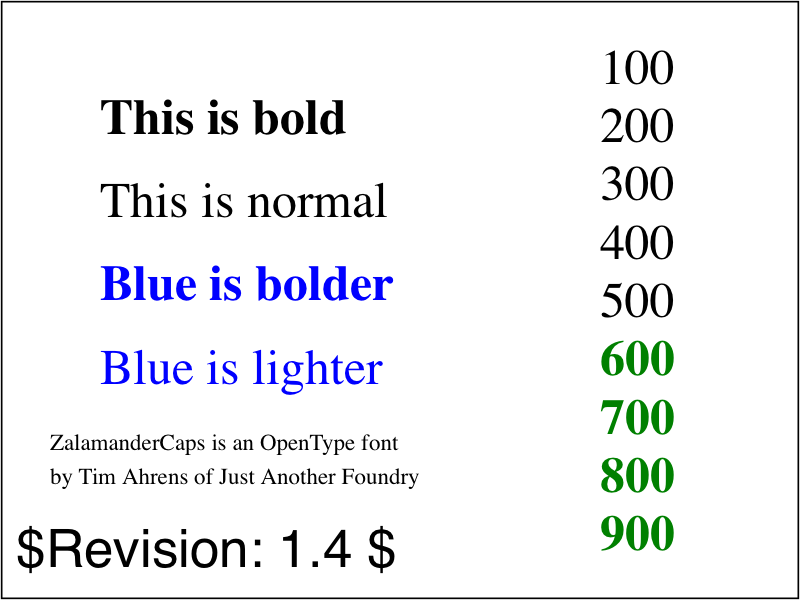 This is bold
This is normal
Blue is bolder
Blue is lighter
ZalamanderCaps is an OpenType font
by Tim Ahrens of Just Another Foundry
$Revision: 1.4 $
100
200
300
400
500
600
700
800
900